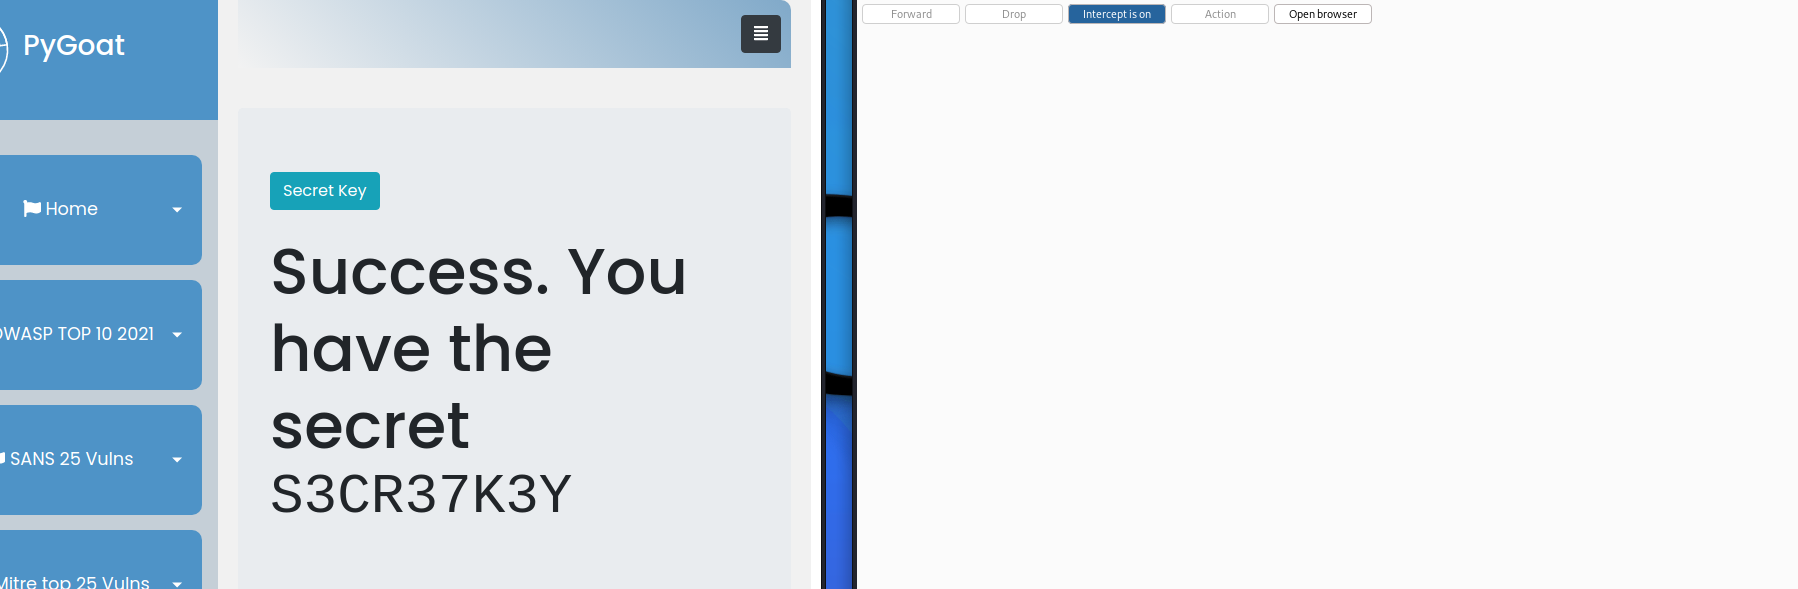 PyGoat
Home
OWASP TOP 10 2021
SANS 25 Vulns
Mitre top 25 Vulns
Secret Key
Success. You
have the
secret
S3CR37K3Y
Forward
Drop
Intercept is on
Action
Open browser